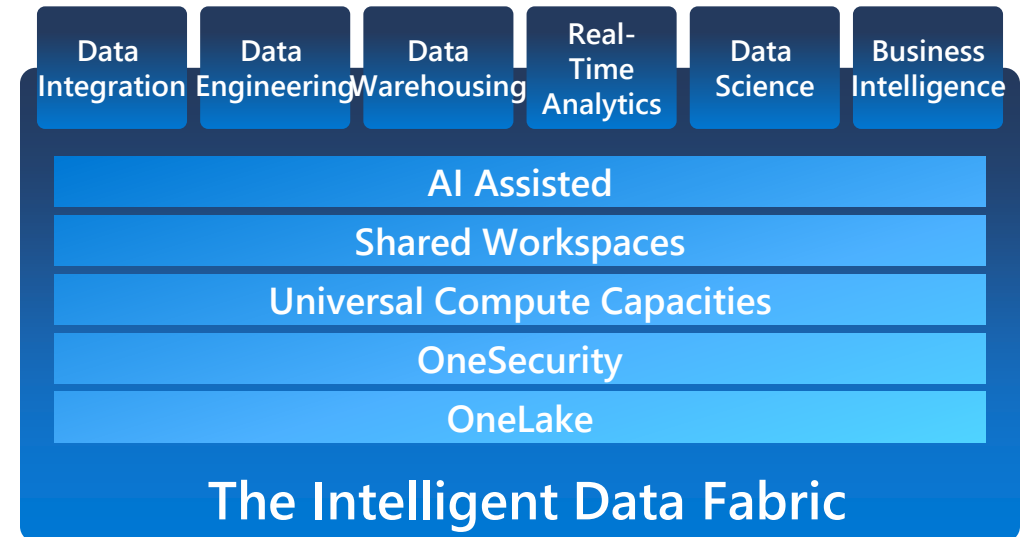 Data
Integration
Data
Engineering
Data
Warehousing
Real-
Time
Analytics
Data
Science
Business
Intelligence
AI Assisted
Shared Workspaces
Universal Compute Capacities
OneSecurity
OneLake
The Intelligent Data Fabric